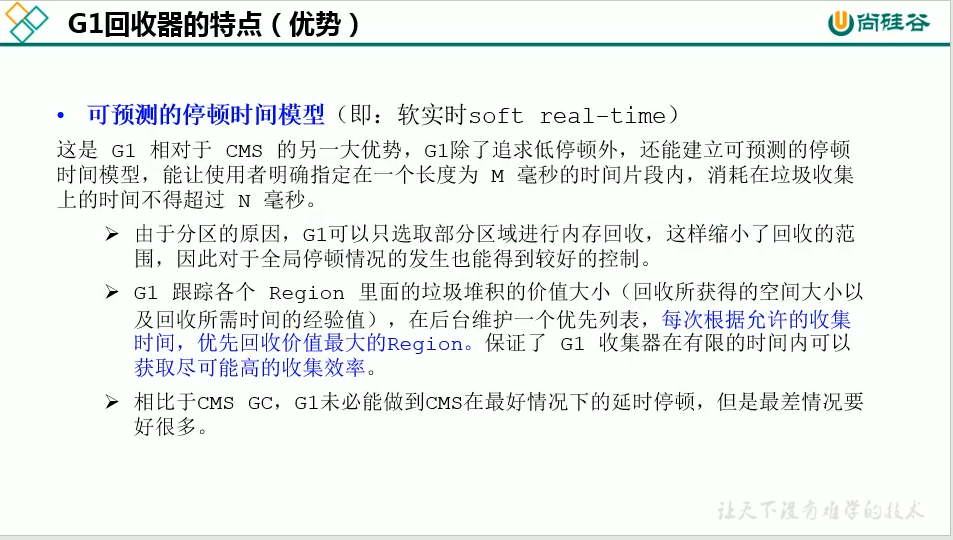 G1回收器的特点（优势）
尚硅谷
• 可预测的停顿时间模型（即：软实时soft real-time）
这是 G1 相对于 CMS 的另一大优势，G1除了追求低停顿外，还能建立可预测的停顿
时间模型，能让使用者明确指定在一个长度为 M 毫秒的时间片段内，消耗在垃圾收集
上的时间不得超过 N 毫秒。
➢ 由于分区的原因，G1可以只选取部分区域进行内存回收，这样缩小了回收的范
围，因此对于全局停顿情况的发生也能得到较好的控制。
➢ G1 跟踪各个 Region 里面的垃圾堆积的价值大小（回收所获得的空间大小以
及回收所需时间的经验值），在后台维护一个优先列表，每次根据允许的收集
时间，优先回收价值最大的Region。保证了 G1 收集器在有限的时间内可以
获取尽可能高的收集效率。
➢ 相比于CMS GC，G1未必能做到CMS在最好情况下的延时停顿，但是最差情况要
好很多。
让天下没有难学的技术